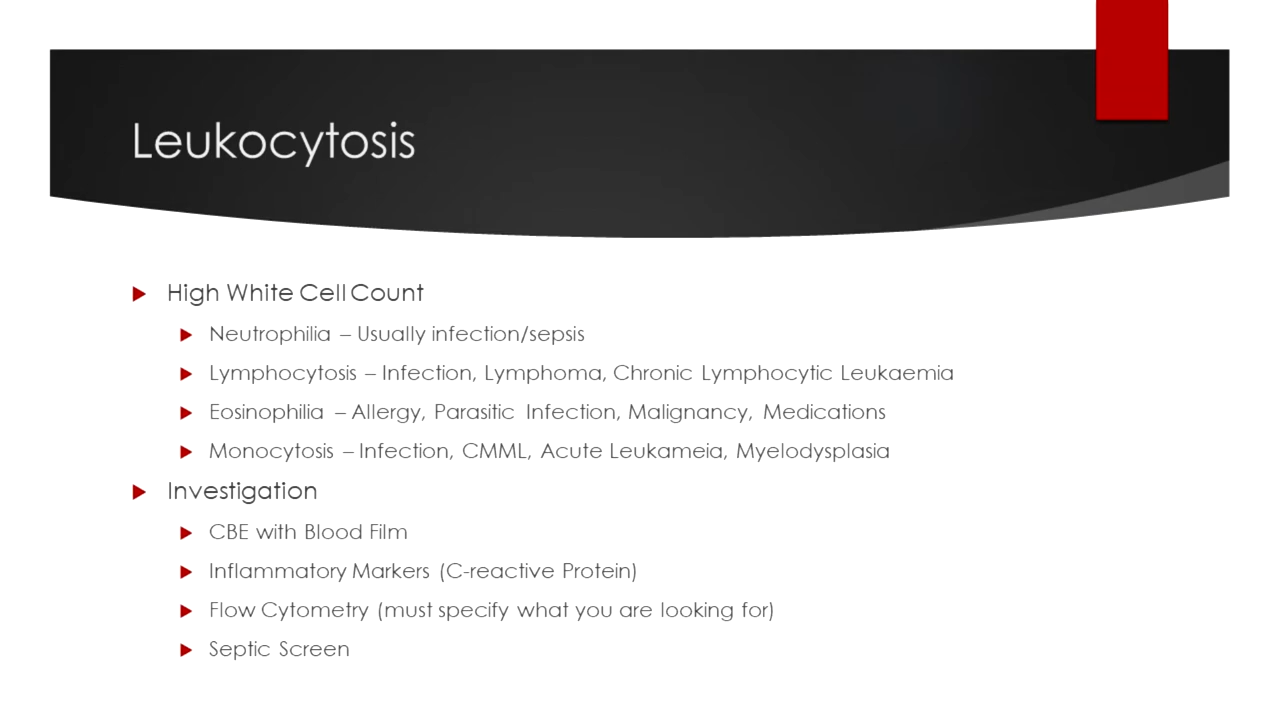 Leukocytosis
High White Cell Count
Neutrophilia – Usually infection/sepsis
Lymphocytosis – Infection, Lymphoma, Chronic Lymphocytic Leukaemia
Eosinophilia – Allergy, Parasitic Infection, Malignancy, Medications
Monocytosis – Infection, CMML, Acute Leukameia, Myelodysplasia
Investigation
CBE with Blood Film
Inflammatory Markers (C-reactive Protein)
Flow Cytometry (must specify what you are looking for)
Septic Screen